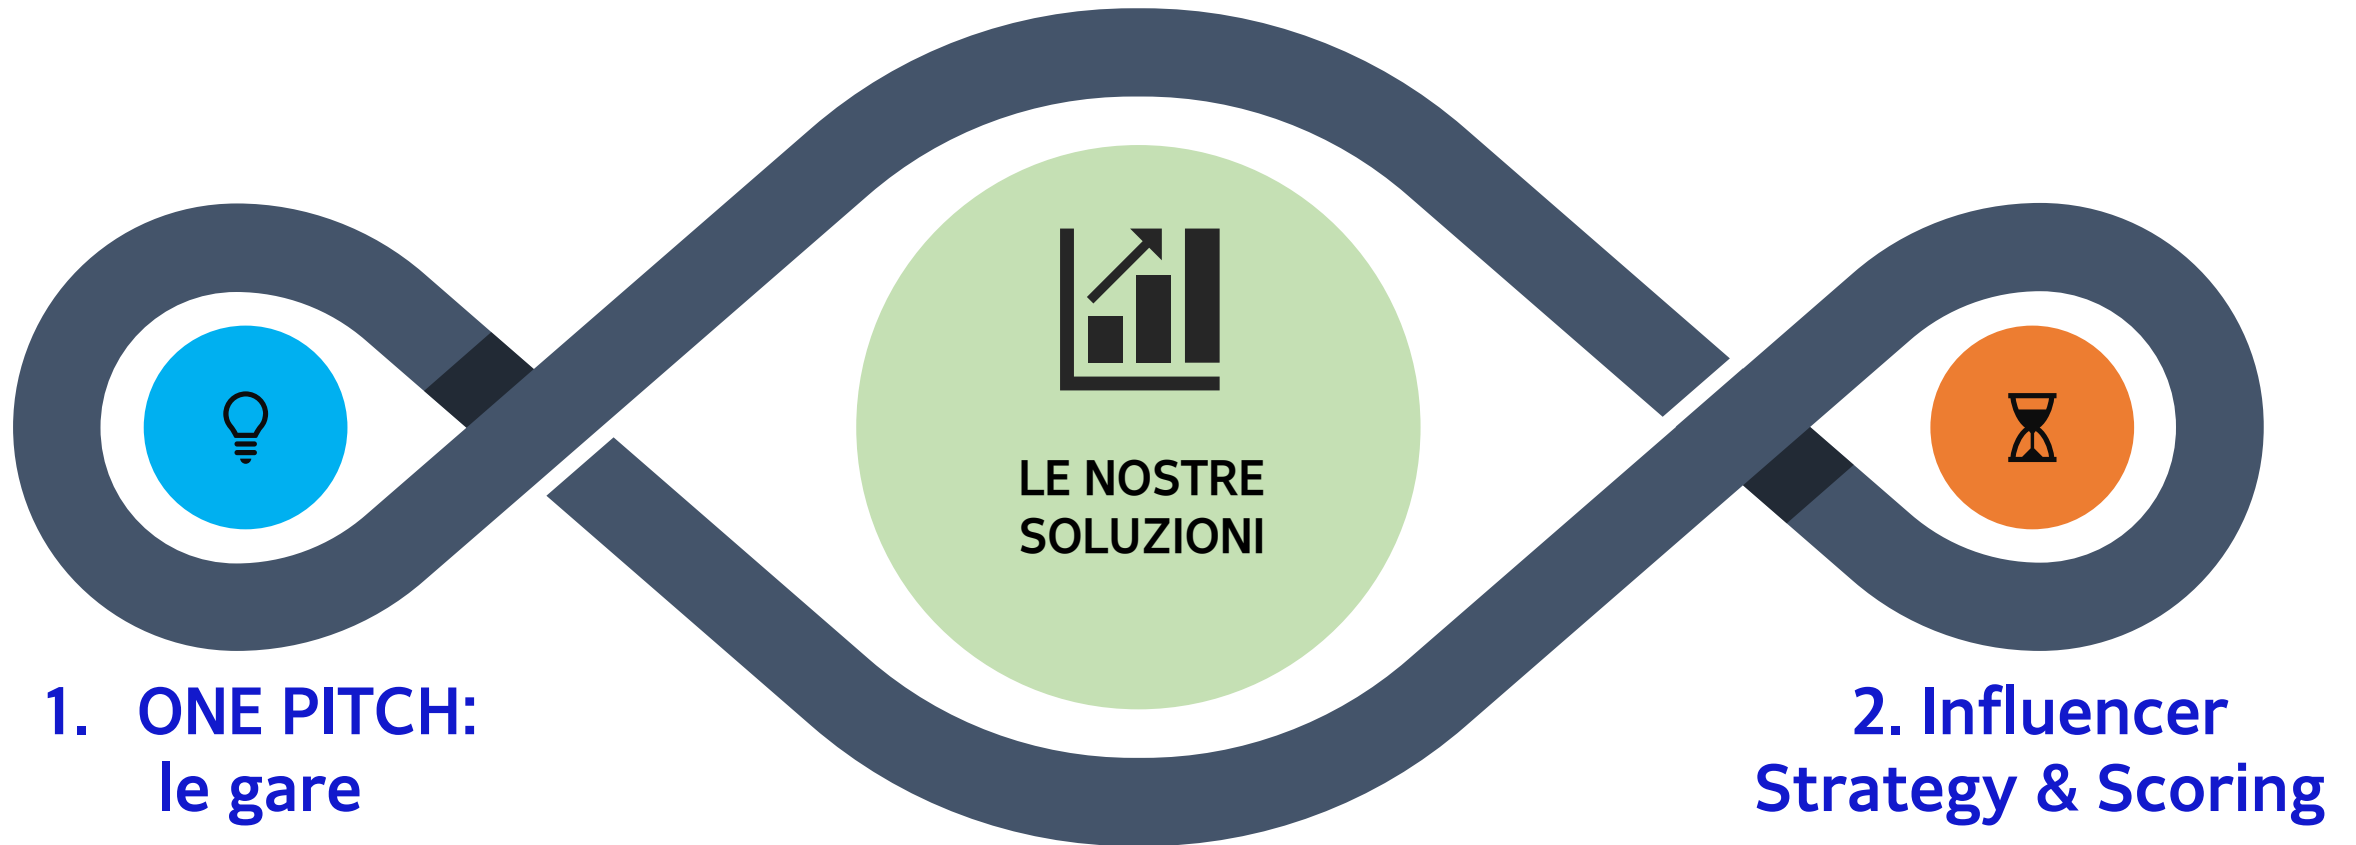 LE NOSTRE
SOLUZIONI
1. ONE PITCH:
le gare
2. Influencer
Strategy & Scoring